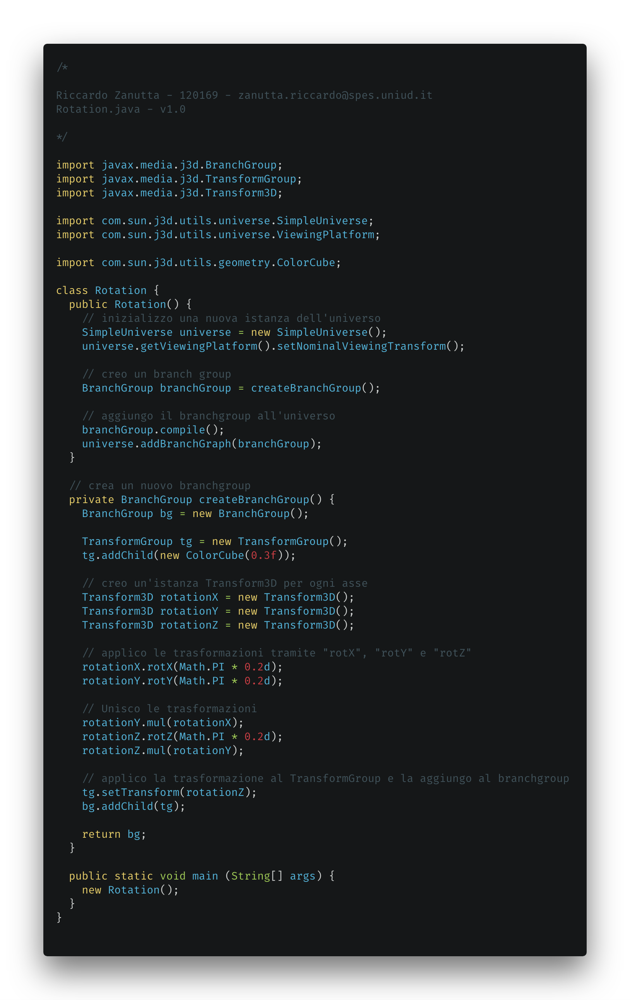 /*
Riccardo Zanutta - 120169 - zanutta.riccardo@spes.uniud.it
Rotation.java - v1.0
*/
import javax.media.j3d.BranchGroup;
import javax.media.j3d.TransformGroup;
import javax.media.j3d.Transform3D;
import com.sun.j3d.utils.universe.SimpleUniverse;
import com.sun.j3d.utils.universe.ViewingPlatform;
import com.sun.j3d.utils.geometry.ColorCube;
class Rotation {
  public Rotation() {
    // inizializzo una nuova istanza dell'universo
    SimpleUniverse universe = new SimpleUniverse();
    universe.getViewingPlatform().setNominalViewingTransform();
    // creo un branch group
    BranchGroup branchGroup = createBranchGroup();
    // aggiungo il branchgroup all'universo
    branchGroup.compile();
    universe.addBranchGraph(branchGroup);
  }
  // crea un nuovo branchgroup
  private BranchGroup createBranchGroup() {
    BranchGroup bg = new BranchGroup();
    TransformGroup tg = new TransformGroup();
    tg.addChild(new ColorCube(0.3f));
    // creo un'istanza Transform3D per ogni asse
    Transform3D rotationX = new Transform3D();
    Transform3D rotationY = new Transform3D();
    Transform3D rotationZ = new Transform3D();
    // applico le trasformazioni tramite "rotX", "rotY" e "rotZ"
    rotationX.rotX(Math.PI * 0.2d);
    rotationY.rotY(Math.PI * 0.2d);
    // Unisco le trasformazioni
    rotationY.mul(rotationX);
    rotationZ.rotZ(Math.PI * 0.2d);
    rotationZ.mul(rotationY);
    // applico la trasformazione al TransformGroup e la aggiungo al branchgroup
    tg.setTransform(rotationZ);
    bg.addChild(tg);
    return bg;
  }
  public static void main (String[] args) {
    new Rotation();
  }
}